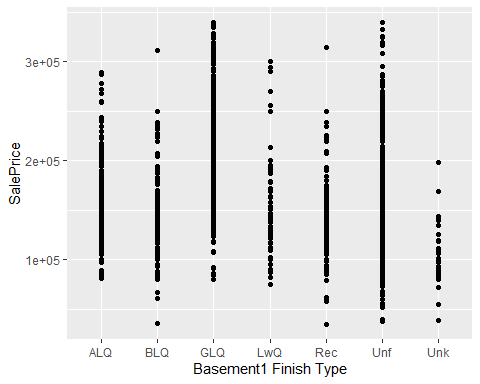 SalePrice
3e+05
2e+05
1e+05
ALQ BLQ GLQ LwQ Rec Unf Unk
Basement1 Finish Type